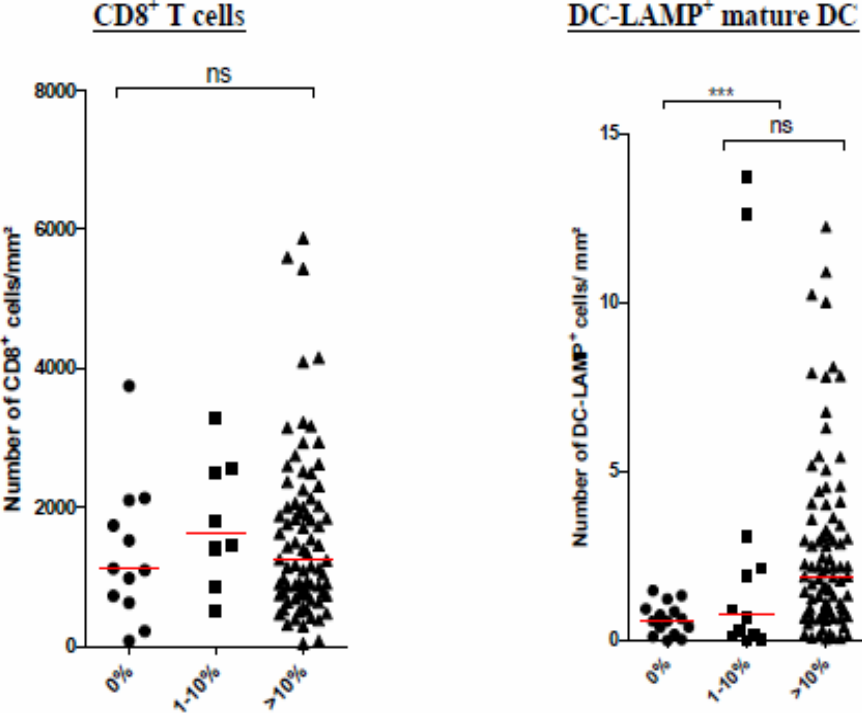 CD8⁺ T cells
ns
Number of CD8⁺ cells/mm²
8000
6000
4000
2000
0
0%
1-10%
>10%
DC-LAMP⁺ mature DC
***
ns
Number of DC-LAMP⁺ cells/ mm²
15
10
5
0
0%
1-10%
>10%